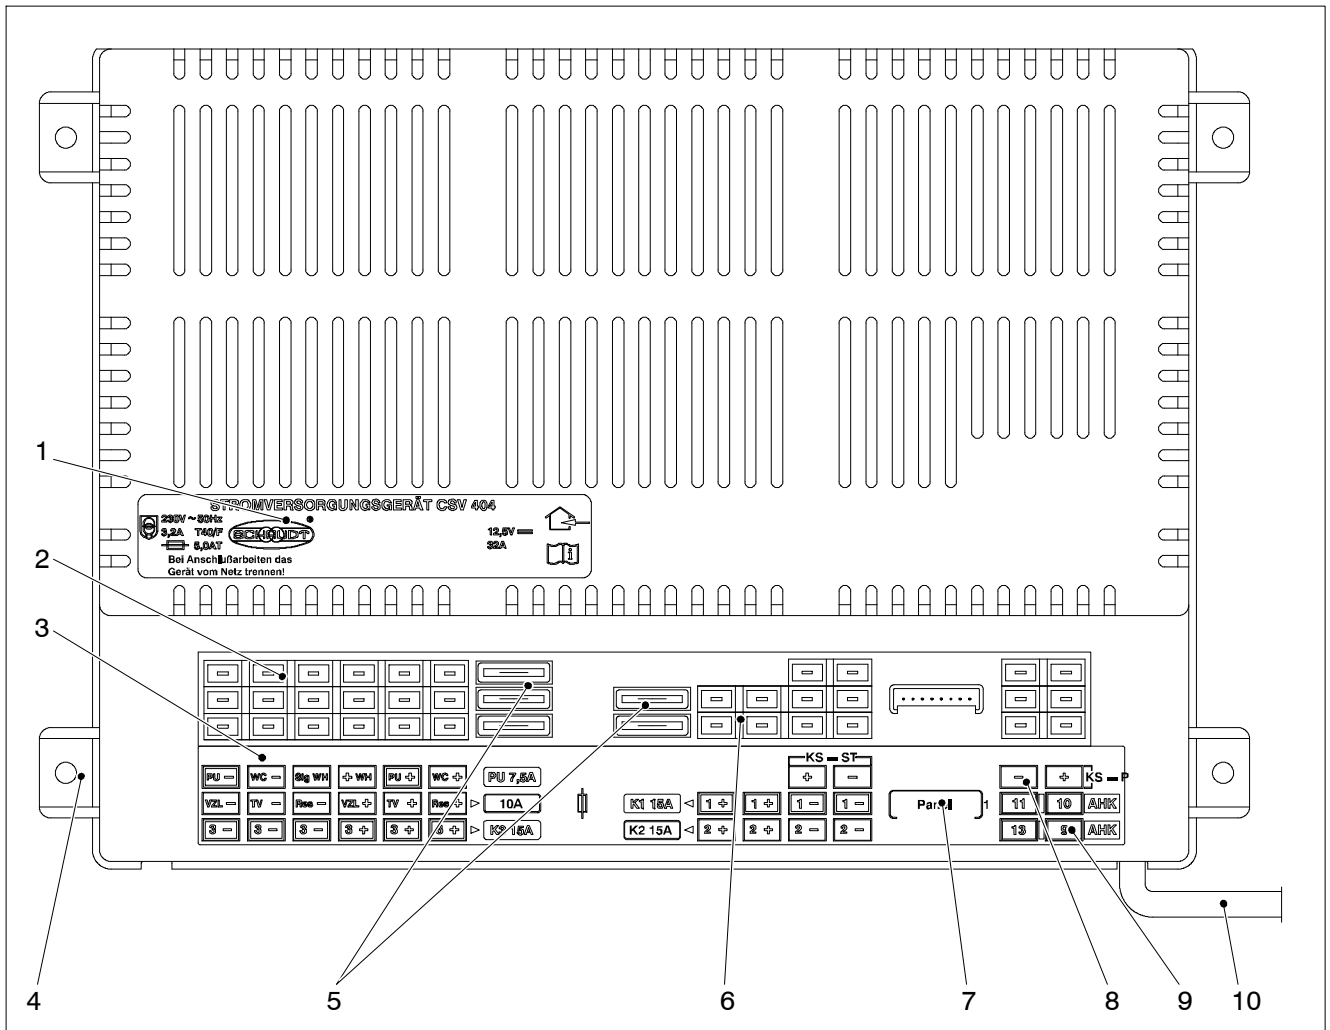 1
STROMVERSORGUNGSGERÄT CSV 404
230V ~ 50Hz
3,2A T40/F
SCHAUDT
12,5V
32A
i
5,0AT
Bei Anschlußarbeiten das
Gerät vom Netz trennen!
2
3
KS – ST
PU – WC – Sig WH + WH PU + WC + PU 7,5A + – – + KS – P
VZL – TV – Res – VZL + TV + Res + 10A K1 15A 1 + 1 + 1 – 1 – 1 11 10 AHK
3 – 3 – 3 – 3 + 3 + 3 + K3 15A K2 15A 2 + 2 + 2 – 2 – 13 9 AHK
4 5 6 7 8 9 10